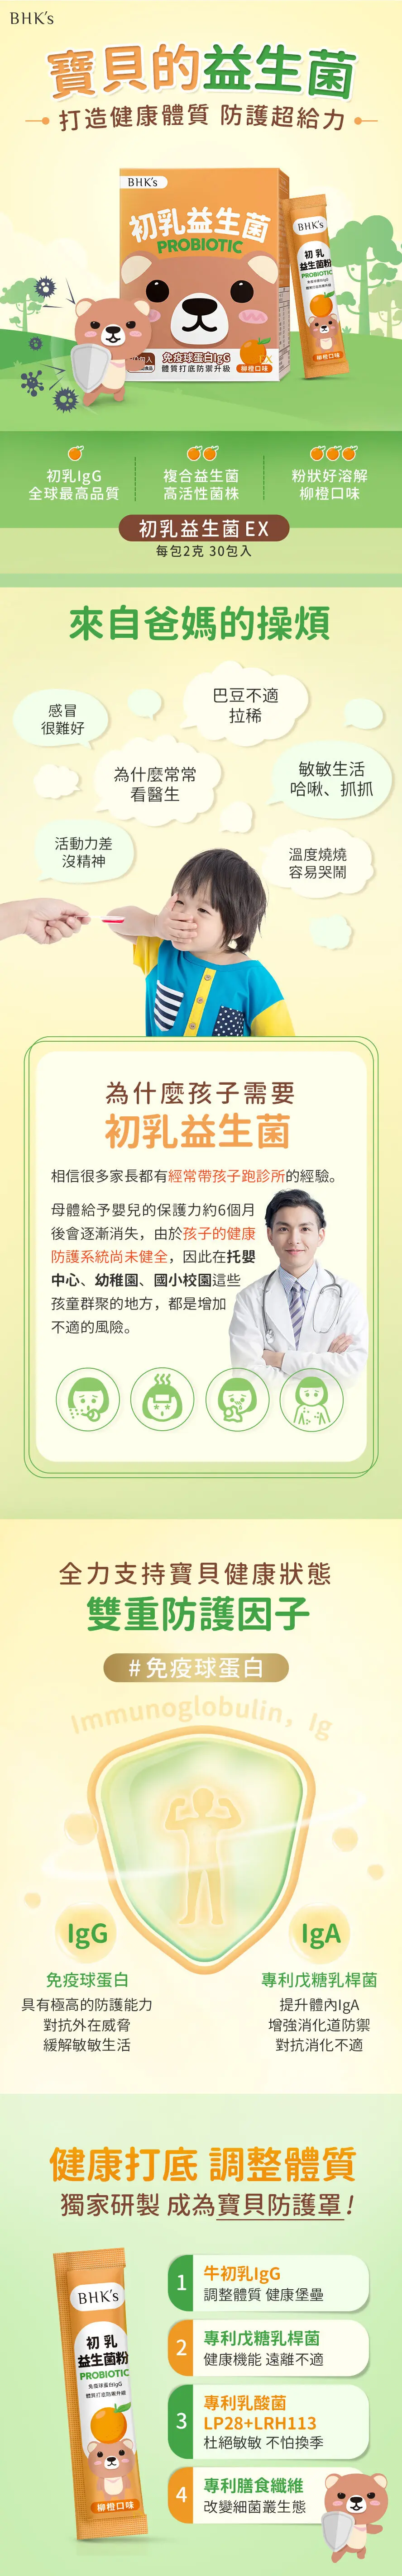 BHK's
寶貝的益生菌
打造健康體質 防護超給力
BHK's
初乳益生菌
PROBIOTIC
免疫球蛋白IgG
體質打底防禦升級
EX
柳橙口味
BHK's
初乳
益生菌粉
PROBIOTIC
柳橙口味
初乳IgG
全球最高品質
複合益生菌
高活性菌株
粉狀好溶解
柳橙口味
初乳益生菌EX
每包2克 30包入
來自爸媽的操煩
感冒
很難好
巴豆不適
拉稀
為什麼常常
看醫生
敏敏生活
哈啾、抓抓
活動力差
沒精神
溫度燒燒
容易哭鬧
為什麼孩子需要
初乳益生菌
相信很多家長都有經常帶孩子跑診所的經驗。
母體給予嬰兒的保護力約6個月
後會逐漸消失，由於孩子的健康
防護系統尚未健全，因此在托嬰
中心、幼稚園、國小校園這些
孩童群聚的地方，都是增加
不適的風險。
全力支持寶貝健康狀態
雙重防護因子
#免疫球蛋白
Immunoglobulin，Ig
IgG
免疫球蛋白
具有極高的防護能力
對抗外在威脅
緩解敏敏生活
IgA
專利戊糖乳桿菌
提升體內IgA
增強消化道防禦
對抗消化不適
健康打底 調整體質
獨家研製 成為寶貝防護罩!
BHK's
初乳
益生菌粉
PROBIOTIC
免疫球蛋白IgG
體質打底防禦升級
柳橙口味
1
牛初乳IgG
調整體質 健康堡壘
2
專利戊糖乳桿菌
健康機能 遠離不適
3
專利乳酸菌
LP28+LRH113
杜絕敏敏 不怕換季
4
專利膳食纖維
改變細菌叢生態